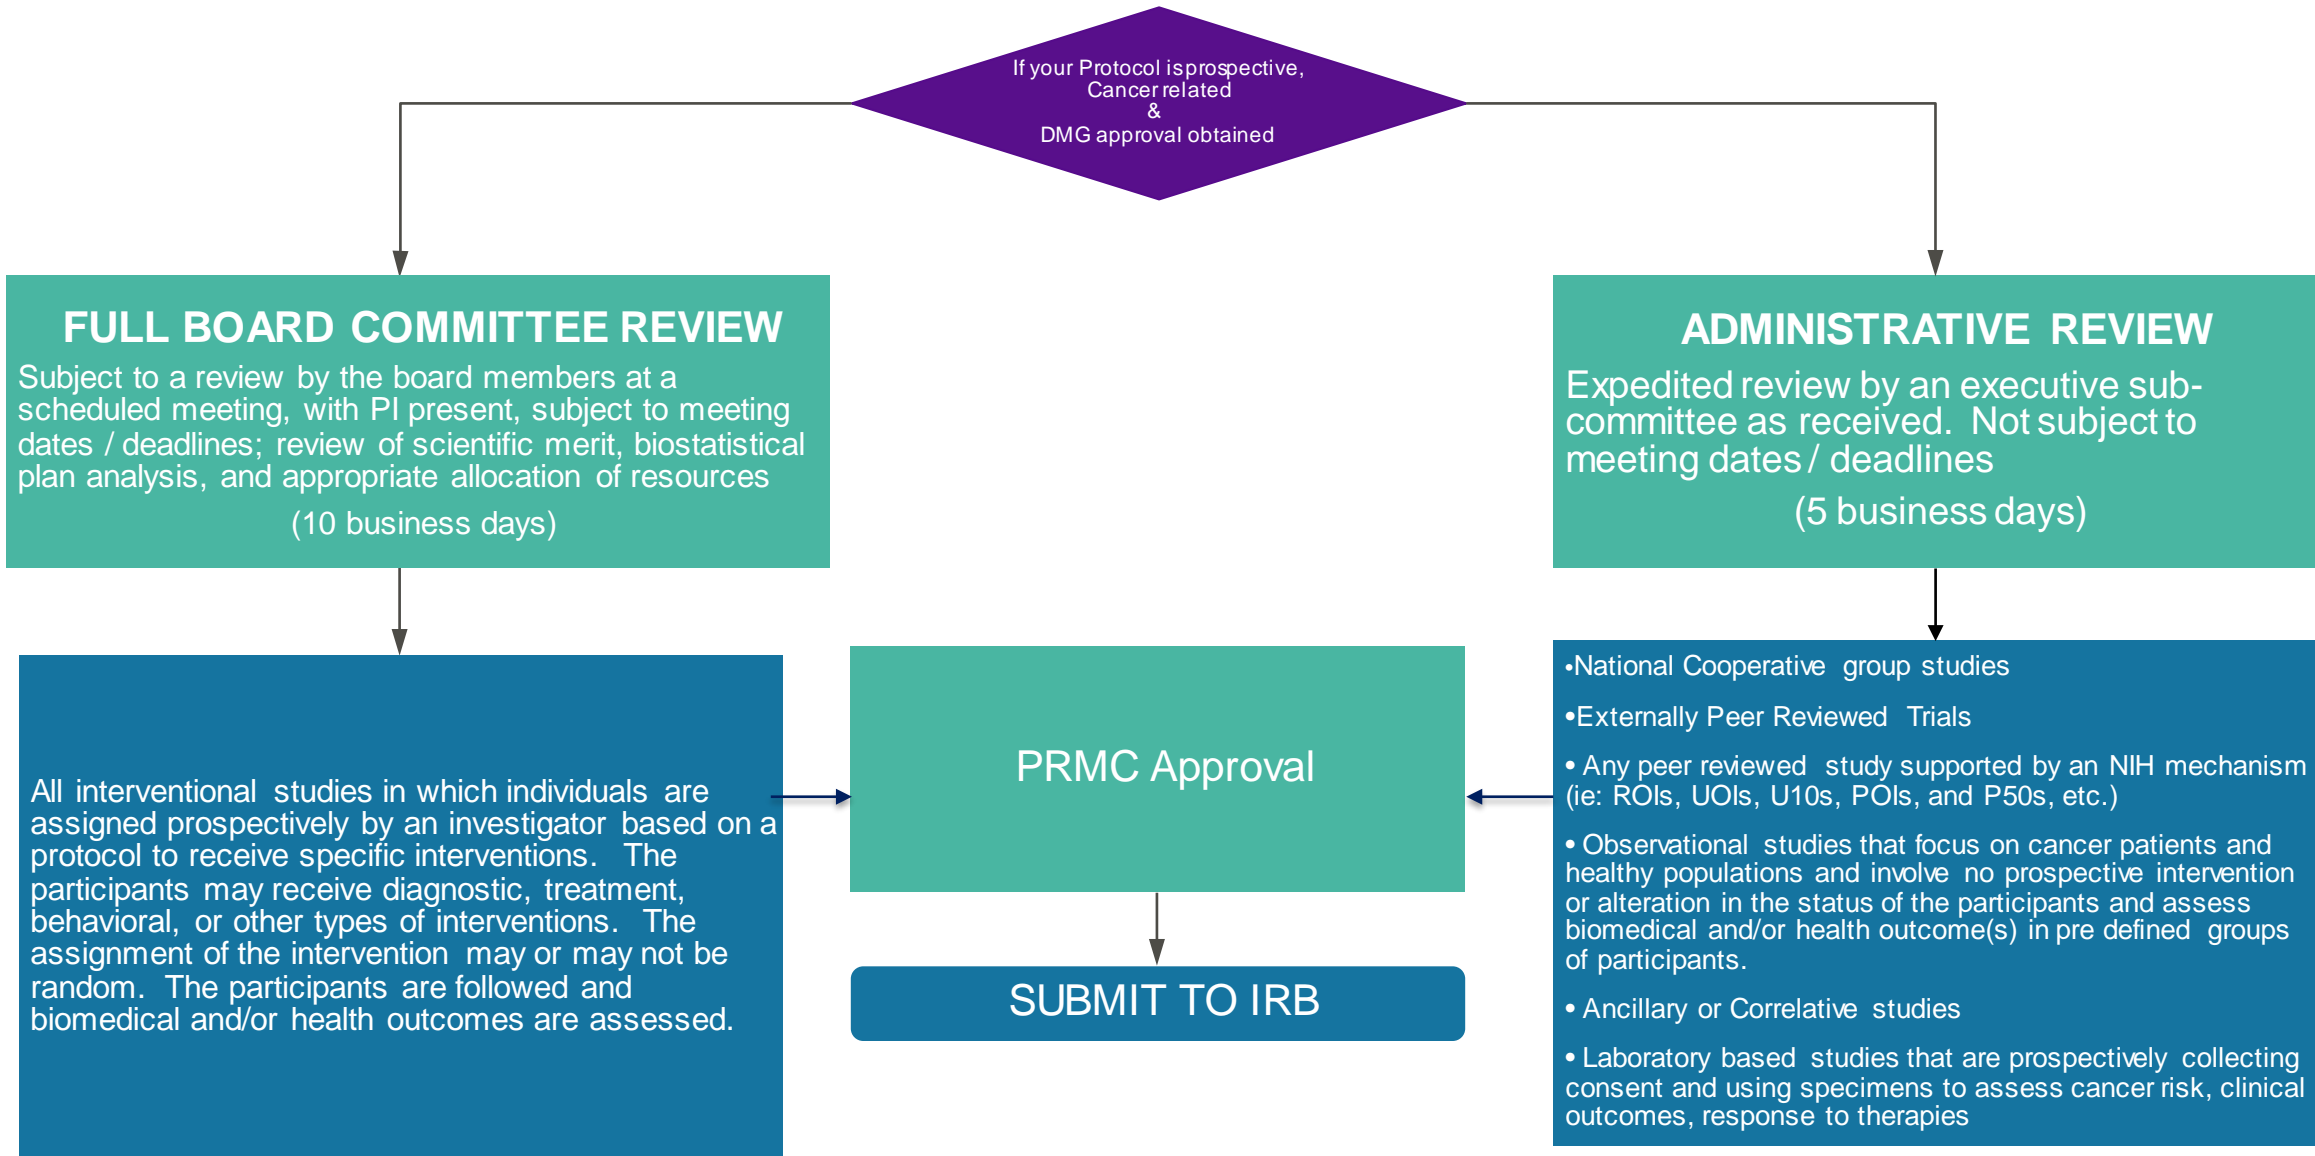 If your Protocol isprospective,
Cancer related
&
DMG approval obtained
FULL BOARD COMMITTEE REVIEW
Subject to a review by the board members at a
scheduled meeting, with PI present, subject to meeting
dates / deadlines; review of scientific merit, biostatistical
plan analysis, and appropriate allocation of resources
(10 business days)
ADMINISTRATIVE REVIEW
Expedited review by an executive sub-
committee as received. Not subject to
meeting dates / deadlines
(5 business days)
All interventional studies in which individuals are
assigned prospectively by an investigator based on a
protocol to receive specific interventions. The
participants may receive diagnostic, treatment,
behavioral, or other types of interventions. The
assignment of the intervention may or may not be
random. The participants are followed and
biomedical and/or health outcomes are assessed.
PRMC Approval
SUBMIT TO IRB
•National Cooperative group studies
•Externally Peer Reviewed Trials
• Any peer reviewed study supported by an NIH mechanism
(ie: ROIs, UOIs, U10s, POIs, and P50s, etc.)
• Observational studies that focus on cancer patients and
healthy populations and involve no prospective intervention
or alteration in the status of the participants and assess
biomedical and/or health outcome(s) in pre defined groups
of participants.
• Ancillary or Correlative studies
• Laboratory based studies that are prospectively collecting
consent and using specimens to assess cancer risk, clinical
outcomes, response to therapies